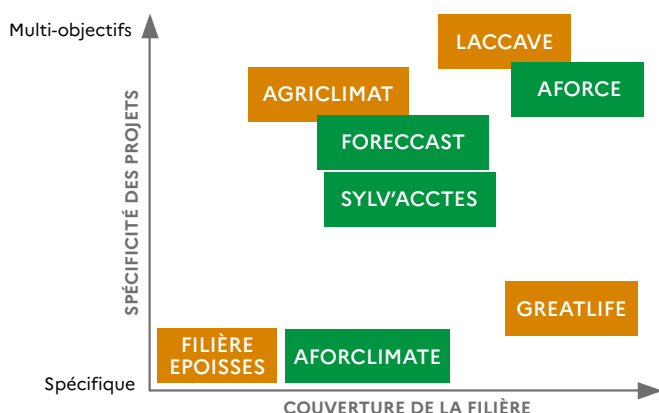 Multi-objectifs
LACCAVE
AFORCE
AGRICLIMAT
FORECCAST
SYLV'ACCTES
SPÉCIFICITÉ DES PROJETS
GREATLIFE
FILIÈRE
EPOISSES
AFORCLIMATE
Spécifique
COUVERTURE DE LA FILIÈRE